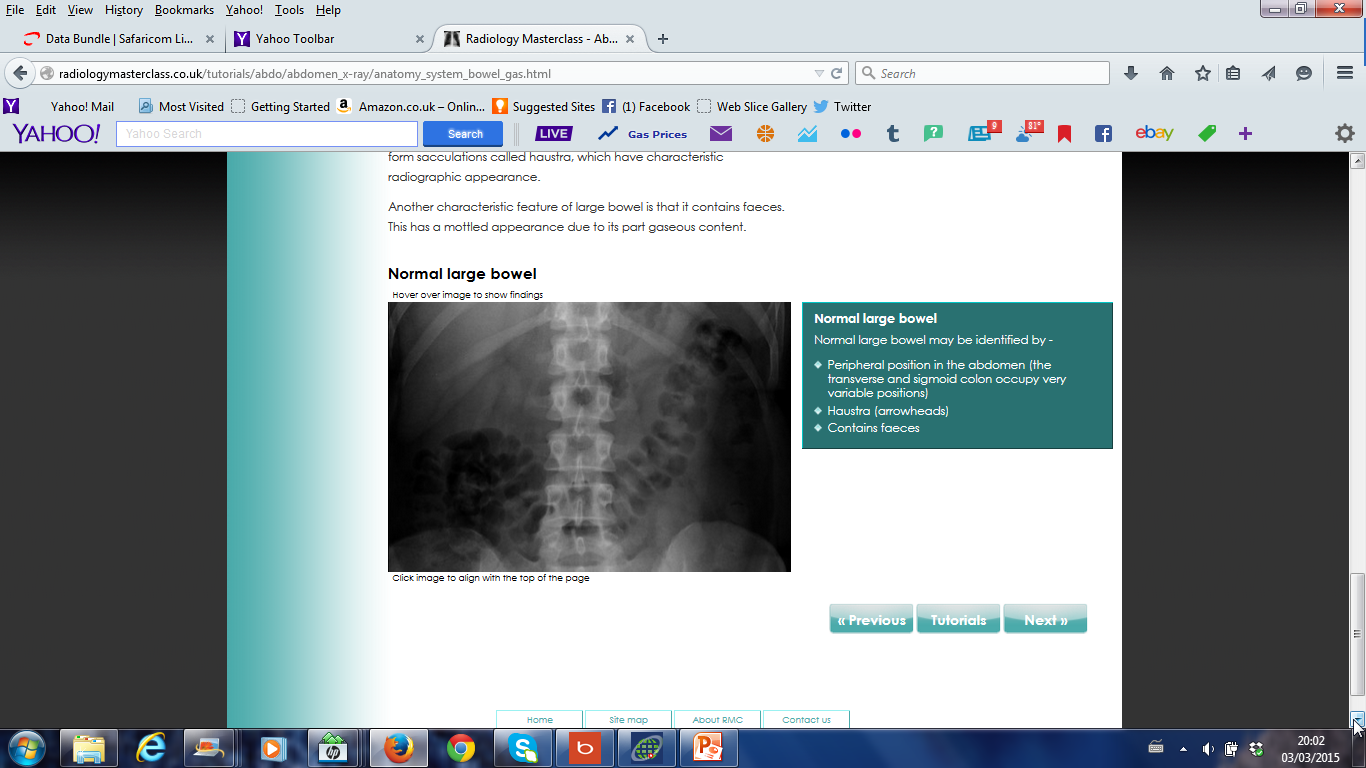 File Edit View History Bookmarks Yahoo! Tools Help
Data Bundle | Safaricom Li... Yahoo Toolbar Radiology Masterclass - Ab...
radiologymasterclass.co.uk/tutorials/abdo/abdomen_x-ray/anatomy_system_bowel_gas.html Search
Yahoo! Mail Most Visited Getting Started Amazon.co.uk – Onlin... Suggested Sites (1) Facebook Web Slice Gallery Twitter
YAHOO! Yahoo Search Search LIVE Gas Prices 9 81° ebay
form sacculations called haustra, which have characteristic
radiographic appearance.
Another characteristic feature of large bowel is that it contains faeces.
This has a mottled appearance due to its part gaseous content.
Normal large bowel
Hover over image to show findings
Normal large bowel
Normal large bowel may be identified by -
Peripheral position in the abdomen (the
transverse and sigmoid colon occupy very
variable positions)
Haustra (arrowheads)
Contains faeces
Click image to align with the top of the page
« Previous Tutorials Next »
Home Site map About RMC Contact us
20:02
03/03/2015